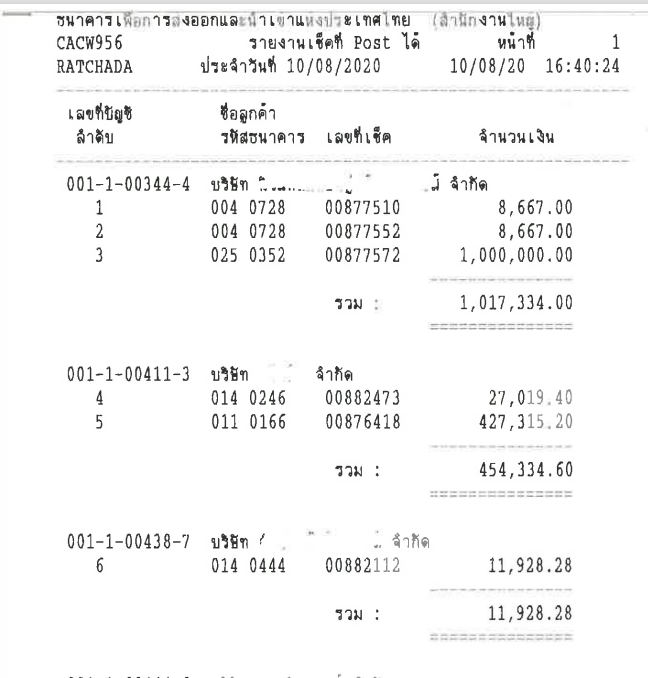 ธนาคารเพื่อการส่งออกและนำเข้าแห่งประเทศไทย (สำนักงานใหญ่)
CACW956 รายงานเช็คที่ Post ได้ หน้าที่ 1
RATCHADA ประจำวันที่ 10/08/2020 10/08/20 16:40:24
เลขที่บัญชี ชื่อลูกค้า
ลำดับ รหัสธนาคาร เลขที่เช็ค จำนวนเงิน
001-1-00344-4 บริษัท จำกัด
1 004 0728 00877510 8,667.00
2 004 0728 00877552 8,667.00
3 025 0352 00877572 1,000,000.00
รวม : 1,017,334.00
001-1-00411-3 บริษัท จำกัด
4 014 0246 00882473 27,019.40
5 011 0166 00876418 427,315.20
รวม : 454,334.60
001-1-00438-7 บริษัท จำกัด
6 014 0444 00882112 11,928.28
รวม : 11,928.28